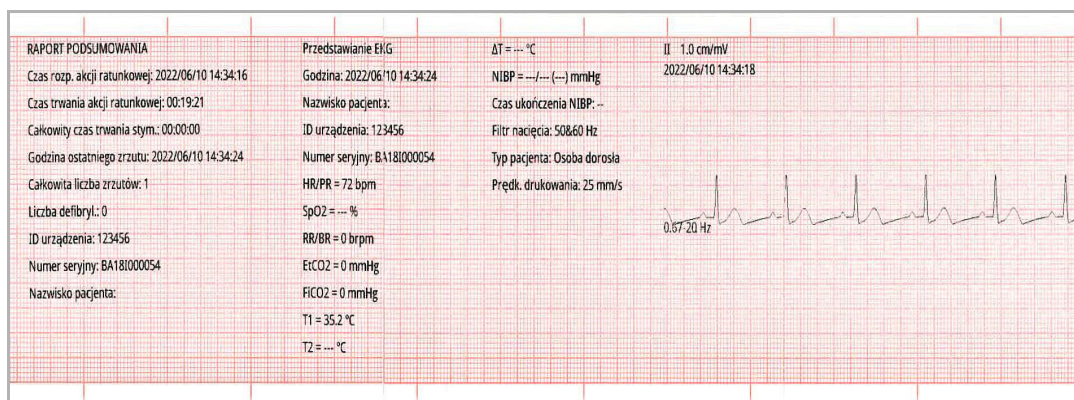 RAPORT PODSUMOWANIA
Czas rozp. akcji ratunkowej: 2022/06/10 14:34:16
Czas trwania akcji ratunkowej: 00:19:21
Całkowity czas trwania stym.: 00:00:00
Godzina ostatniego zrzutu: 2022/06/10 14:34:24
Całkowita liczba zrzutów: 1
Liczba defibryl.: 0
ID urządzenia: 123456
Numer seryjny: BA18I000054
Nazwisko pacjenta:
Przedstawianie EKG
Godzina: 2022/06/10 14:34:24
Nazwisko pacjenta:
ID urządzenia: 123456
Numer seryjny: BA18I000054
HR/PR = 72 bpm
SpO2 = --- %
RR/BR = 0 brpm
EtCO2 = 0 mmHg
FiCO2 = 0 mmHg
T1 = 35.2 °C
T2 = --- °C
ΔT = --- °C
NIBP = ---/--- (---) mmHg
Czas ukończenia NIBP: --
Filtr nacięcia: 50&60 Hz
Typ pacjenta: Osoba dorosła
Prędk. drukowania: 25 mm/s
II 1.0 cm/mV
2022/06/10 14:34:18
0.67-20 Hz